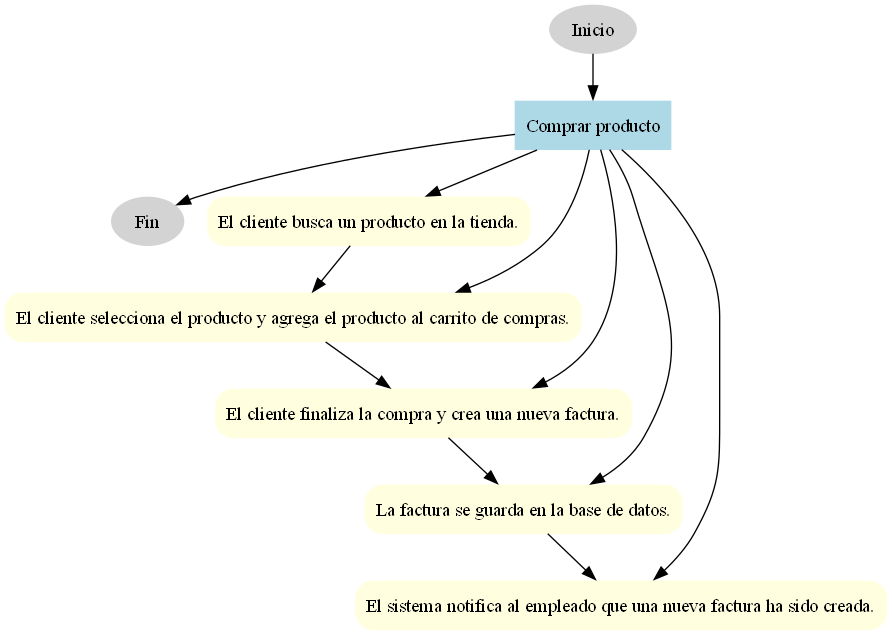 Inicio
Comprar producto
Fin
El cliente busca un producto en la tienda.
El cliente selecciona el producto y agrega el producto al carrito de compras.
El cliente finaliza la compra y crea una nueva factura.
La factura se guarda en la base de datos.
El sistema notifica al empleado que una nueva factura ha sido creada.